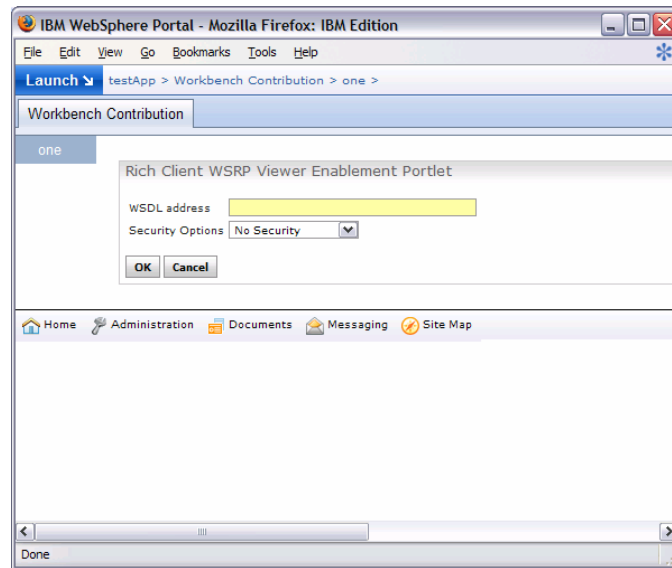 IBM WebSphere Portal - Mozilla Firefox: IBM Edition
File Edit View Go Bookmarks Tools Help
Launch testApp > Workbench Contribution > one >
Workbench Contribution
one
Rich Client WSRP Viewer Enablement Portlet
WSDL address
Security Options No Security
OK Cancel
Home Administration Documents Messaging Site Map
Done